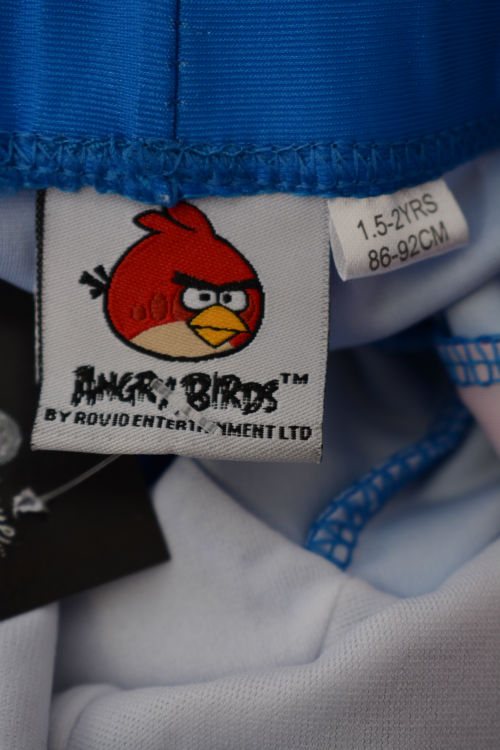 1.5-2YRS
86-92CM
ANGRY BIRDS™
BY ROVIO ENTERTAINMENT LTD